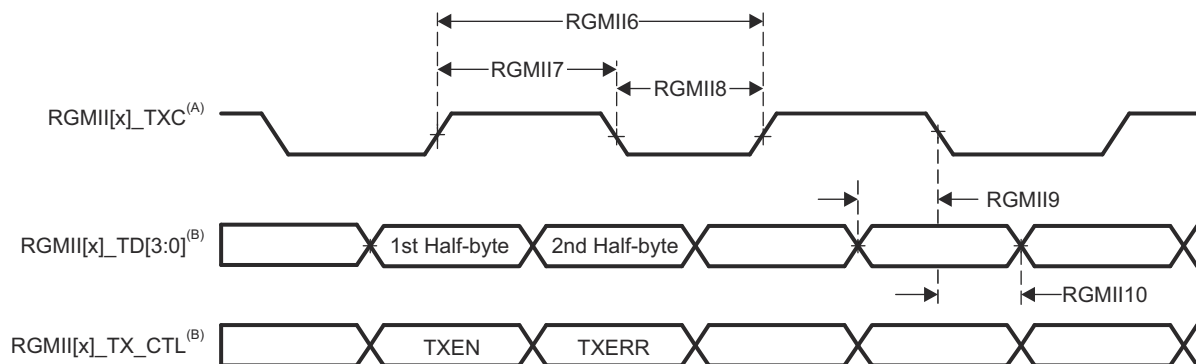 RGMII6
RGMII7
RGMII8
RGMII[x]_TXC(A)
RGMII9
RGMII[x]_TD[3:0](B)
1st Half-byte
2nd Half-byte
RGMII10
RGMII[x]_TX_CTL(B)
TXEN
TXERR